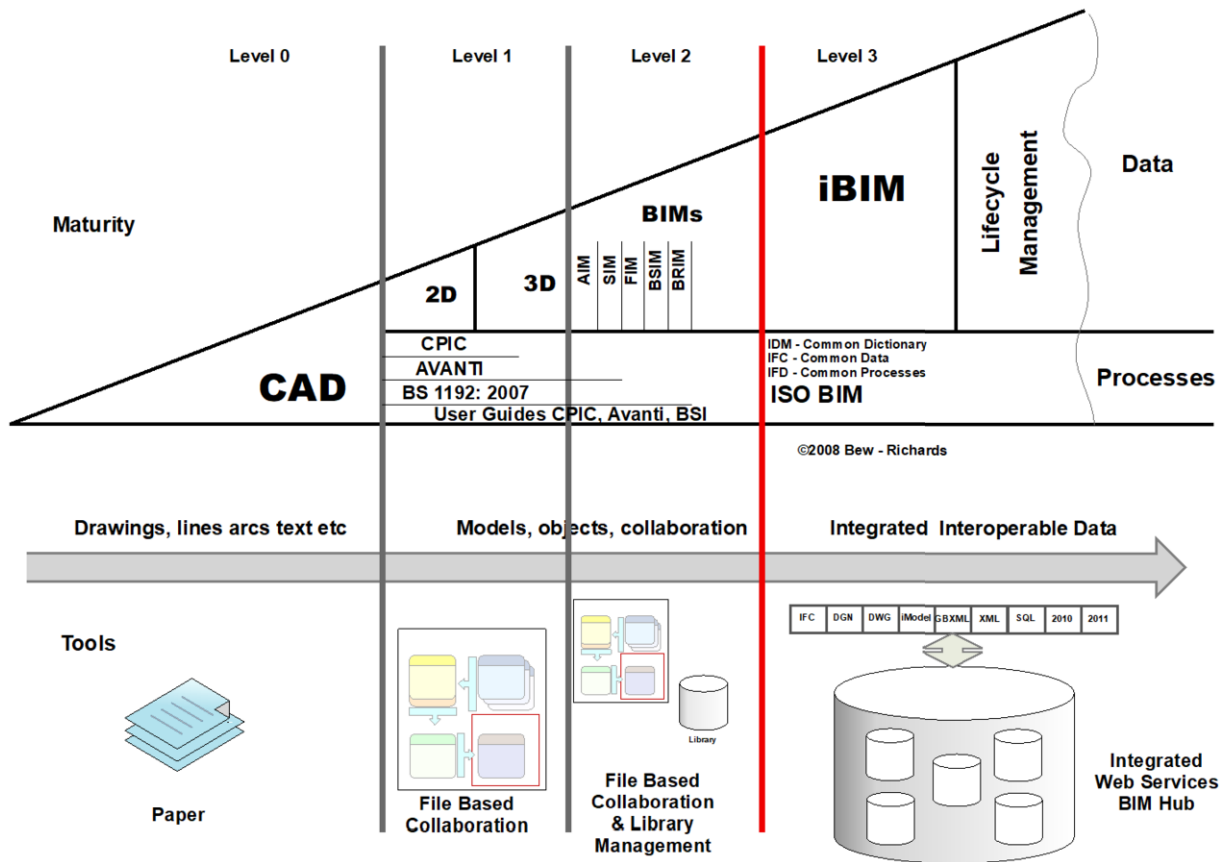 Level 0
Level 1
Level 2
Level 3
Maturity
Data
Lifecycle
Management
iBIM
BIMs
2D
3D
AIM
SIM
FIM
BSIM
BRIM
CAD
CPIC
AVANTI
BS 1192: 2007
User Guides CPIC, Avanti, BSI
IDM - Common Dictionary
IFC - Common Data
IFD - Common Processes
ISO BIM
Processes
©2008 Bew - Richards
Drawings, lines arcs text etc
Models, objects, collaboration
Integrated Interoperable Data
Tools
IFC
DGN
DWG
iModel
GBXML
XML
SQL
2010
2011
Library
Paper
File Based
Collaboration
File Based
Collaboration
& Library
Management
Integrated
Web Services
BIM Hub